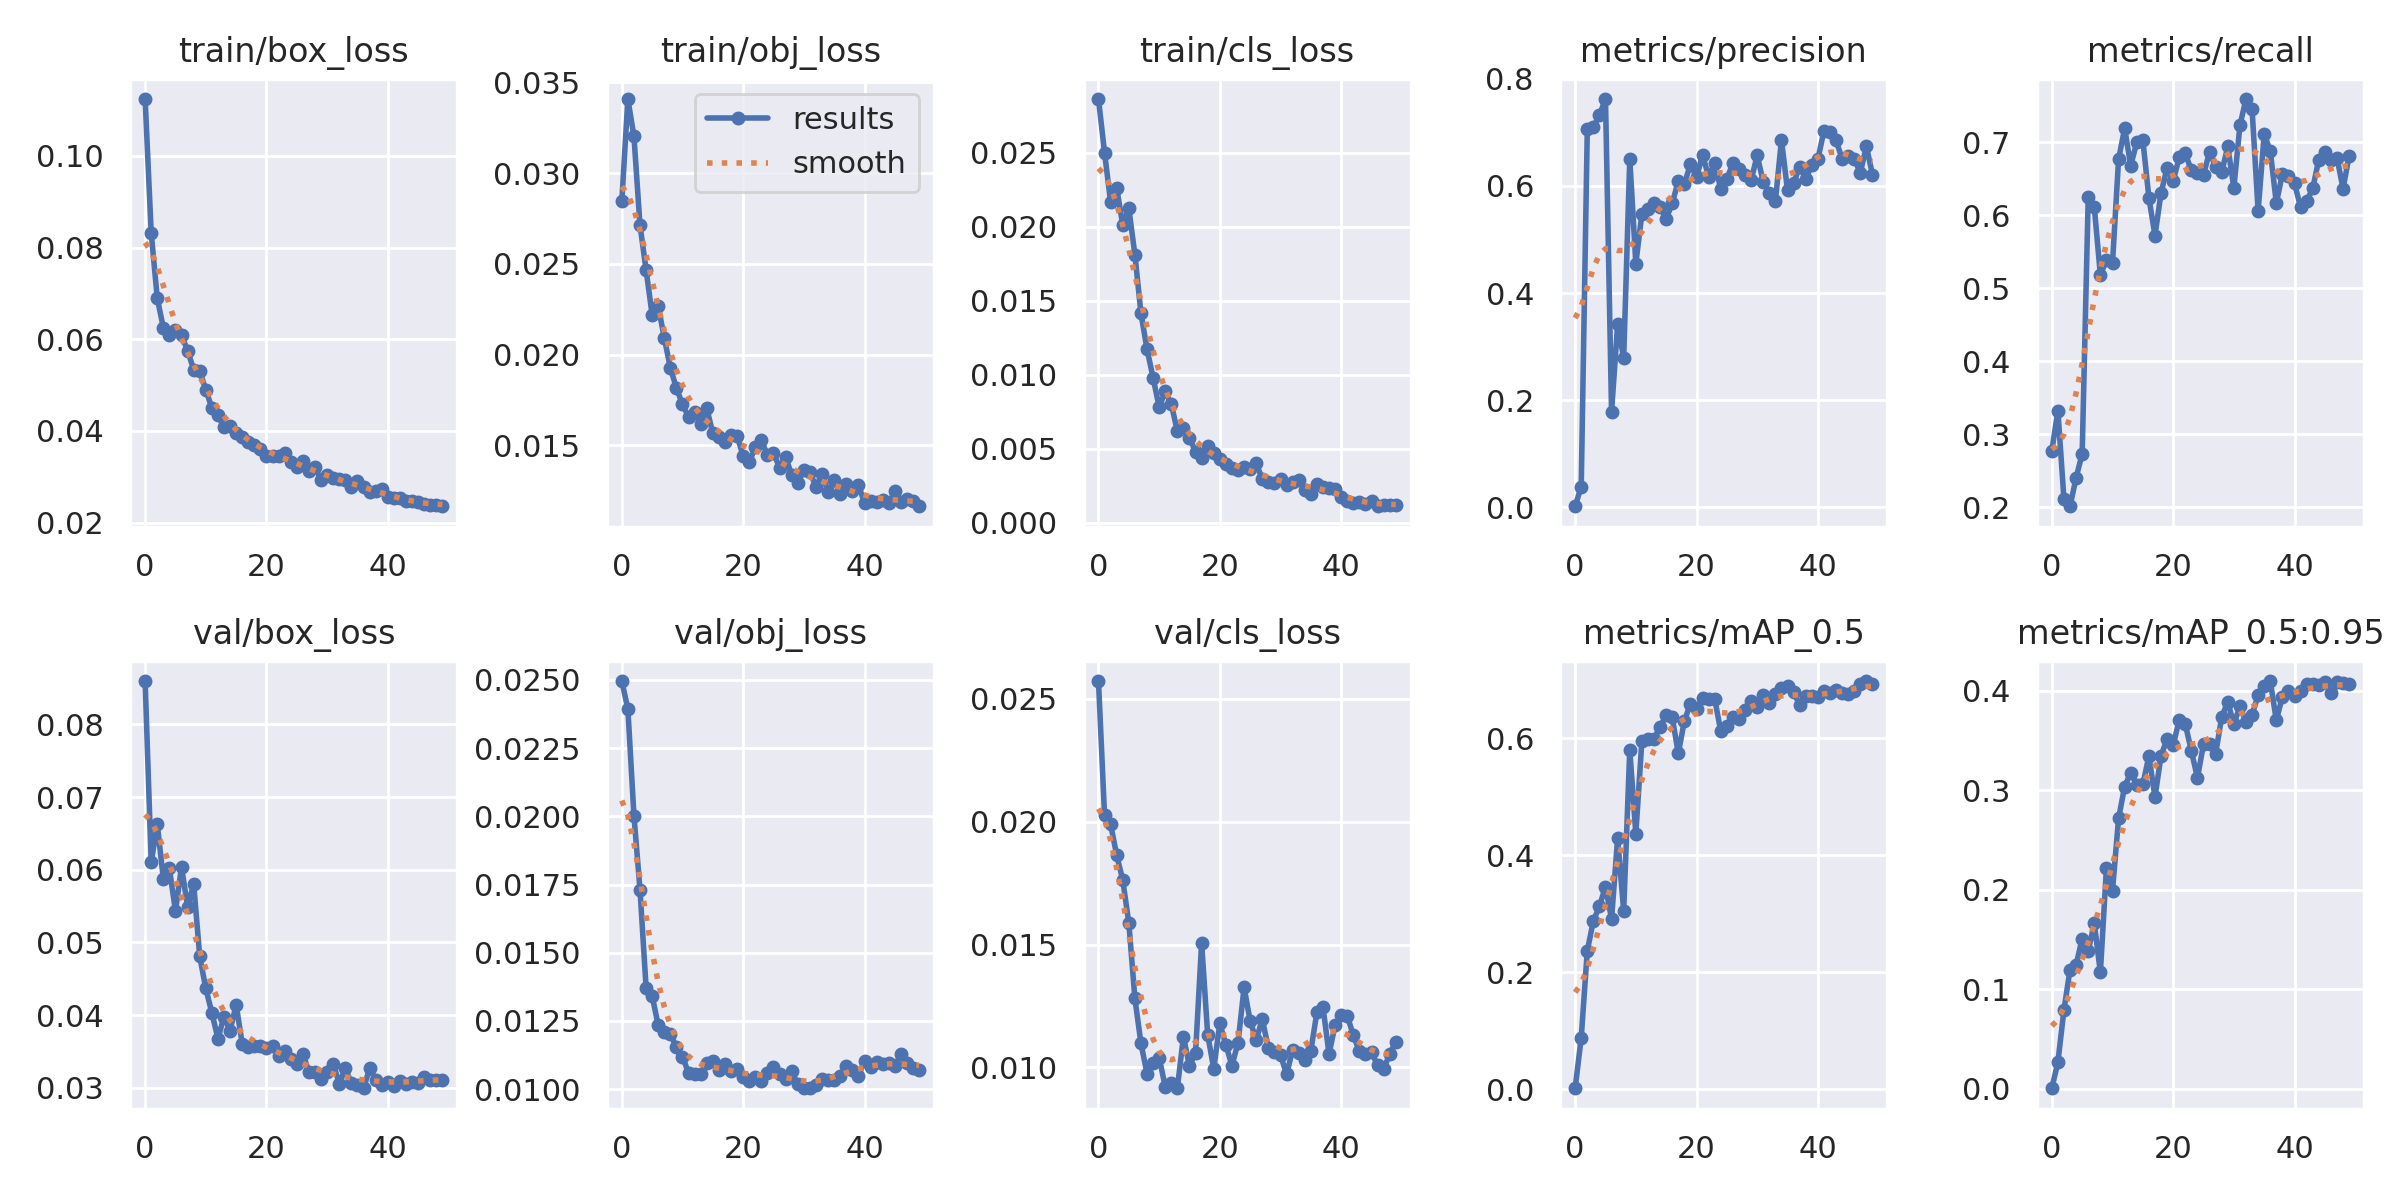 train/box_loss
0.10
0.08
0.06
0.04
0.02
0 20 40
train/obj_loss
0.035
0.030
0.025
0.020
0.015
results
smooth
0 20 40
train/cls_loss
0.025
0.020
0.015
0.010
0.005
0.000
0 20 40
metrics/precision
0.8
0.6
0.4
0.2
0.0
0 20 40
metrics/recall
0.7
0.6
0.5
0.4
0.3
0.2
0 20 40
val/box_loss
0.08
0.07
0.06
0.05
0.04
0.03
0 20 40
val/obj_loss
0.0250
0.0225
0.0200
0.0175
0.0150
0.0125
0.0100
0 20 40
val/cls_loss
0.025
0.020
0.015
0.010
0 20 40
metrics/mAP_0.5
0.6
0.4
0.2
0.0
0 20 40
metrics/mAP_0.5:0.95
0.4
0.3
0.2
0.1
0.0
0 20 40